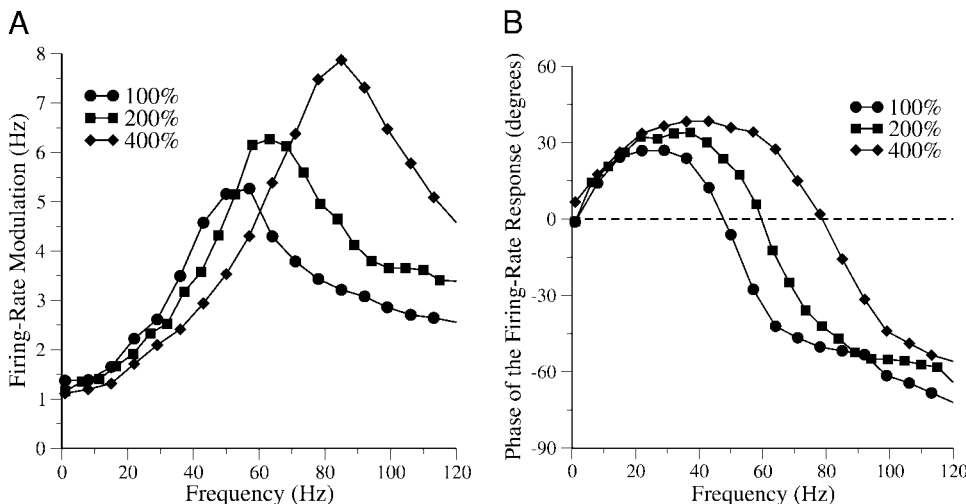 A
Firing-Rate Modulation (Hz)
8
7
6
5
4
3
2
1
0
100%
200%
400%
0 20 40 60 80 100 120
Frequency (Hz)
B
Phase of the Firing-Rate Response (degrees)
60
30
0
-30
-60
-90
100%
200%
400%
0 20 40 60 80 100 120
Frequency (Hz)